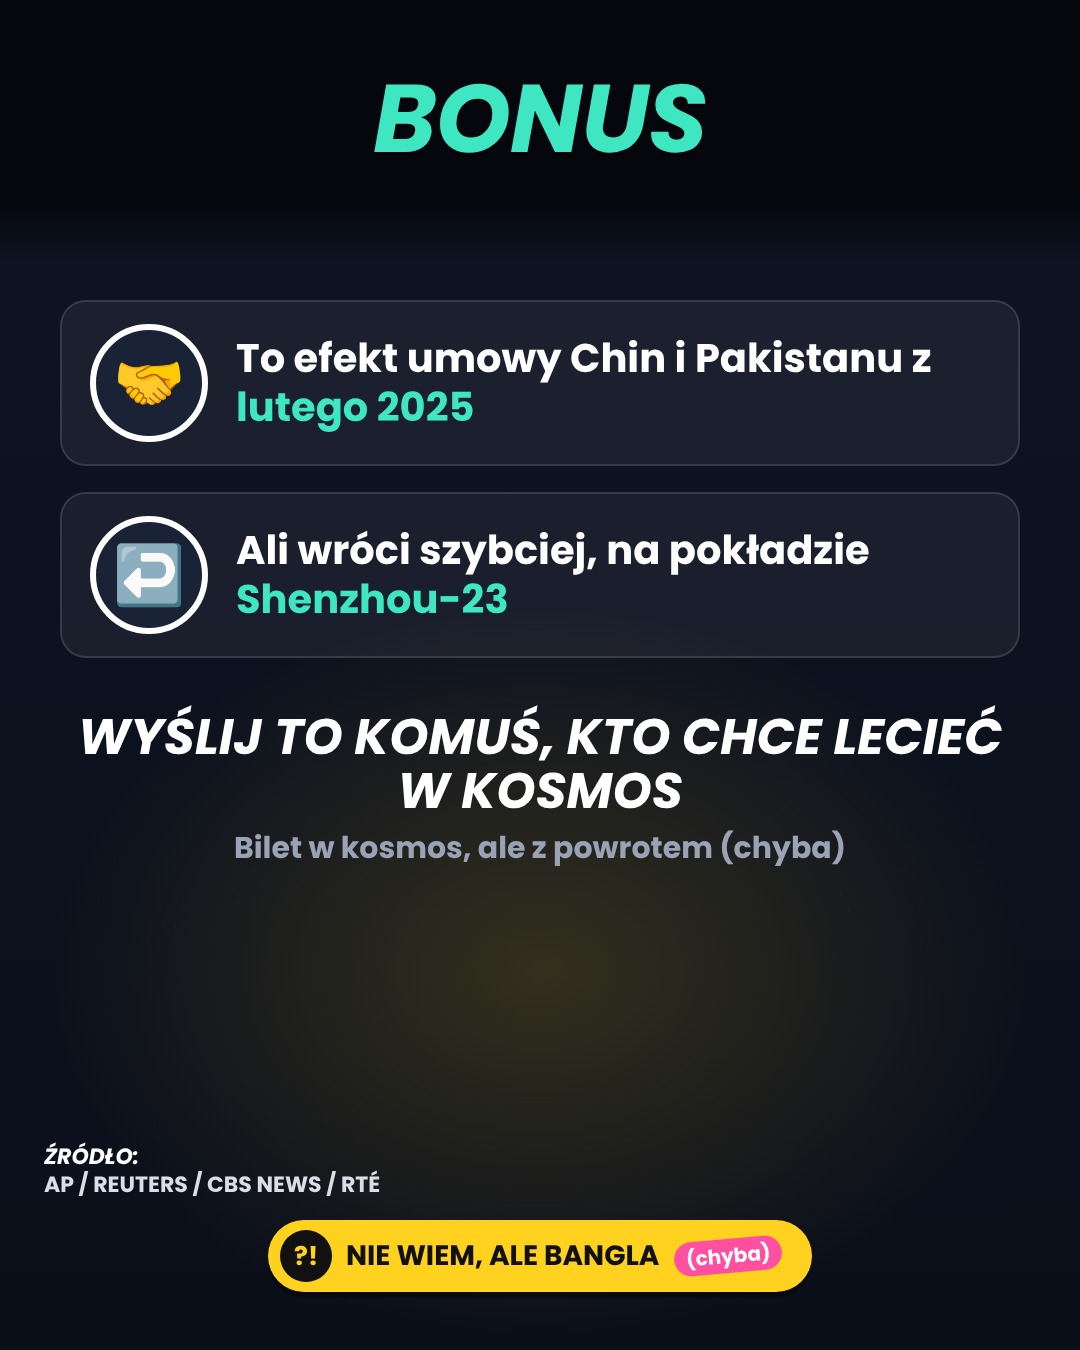 BONUS
To efekt umowy Chin i Pakistanu z
lutego 2025
Ali wróci szybciej, na pokładzie
Shenzhou-23
WYŚLIJ TO KOMUŚ, KTO CHCE LECIEĆ
W KOSMOS
Bilet w kosmos, ale z powrotem (chyba)
ŹRÓDŁO:
AP / REUTERS / CBS NEWS / RTÉ
?! NIE WIEM, ALE BANGLA (chyba)